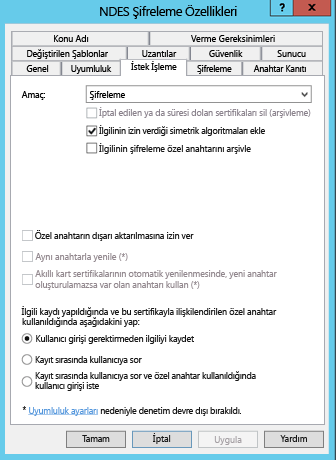 NDES Şifreleme Özellikleri
?
Konu Adı
Verme Gereksinimleri
Değiştirilen Şablonlar
Uzantılar
Güvenlik
Sunucu
Genel
Uyumluluk
İstek İşleme
Şifreleme
Anahtar Kanıtı
Amaç:
Şifreleme
İptal edilen ya da süresi dolan sertifikaları sil (arşivleme)
İlgilinin izin verdiği simetrik algoritmaları ekle
İlgilinin şifreleme özel anahtarını arşivle
Özel anahtarın dışarı aktarılmasına izin ver
Aynı anahtarla yenile (*)
Akıllı kart sertifikalarının otomatik yenilenmesinde, yeni anahtar
oluşturulamazsa var olan anahtarı kullan (*)
İlgili kaydı yapıldığında ve bu sertifikayla ilişkilendirilen özel anahtar
kullanıldığında aşağıdakini yap:
Kullanıcı girişi gerektirmeden ilgiliyi kaydet
Kayıt sırasında kullanıcıya sor
Kayıt sırasında kullanıcıya sor ve özel anahtar kullanıldığında
kullanıcı girişi iste
* Uyumluluk ayarları nedeniyle denetim devre dışı bırakıldı.
Tamam
İptal
Uygula
Yardım